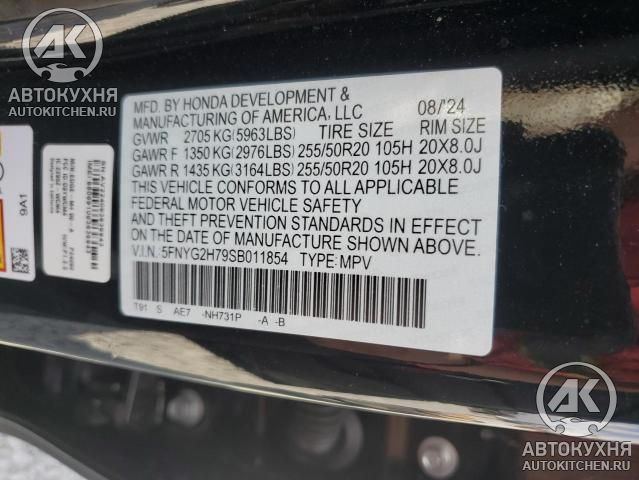 АВТОКУХНЯ
AUTOKITCHEN.RU
MFD. BY HONDA DEVELOPMENT &
MANUFACTURING OF AMERICA, LLC 08/'24
GVWR 2705 KG(5963LBS) TIRE SIZE RIM SIZE
GAWR F 1350 KG(2976LBS) 255/50R20 105H 20X8.0J
GAWR R 1435 KG(3164LBS) 255/50R20 105H 20X8.0J
THIS VEHICLE CONFORMS TO ALL APPLICABLE
FEDERAL MOTOR VEHICLE SAFETY
AND THEFT PREVENTION STANDARDS IN EFFECT
ON THE DATE OF MANUFACTURE SHOWN ABOVE.
V.I.N.:5FNYG2H79SB011854 TYPE:MPV
T91 S AE7 -NH731P -A -B
1A6
АК
АВТОКУХНЯ
AUTOKITCHEN.RU